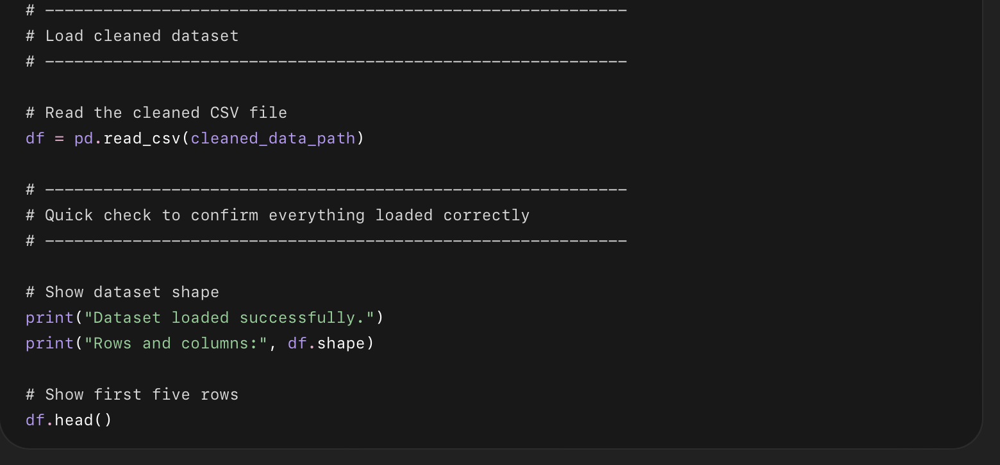 # ------------------------------------------------------------
# Load cleaned dataset
# ------------------------------------------------------------
# Read the cleaned CSV file
df = pd.read_csv(cleaned_data_path)
# ------------------------------------------------------------
# Quick check to confirm everything loaded correctly
# ------------------------------------------------------------
# Show dataset shape
print("Dataset loaded successfully.")
print("Rows and columns:", df.shape)
# Show first five rows
df.head()